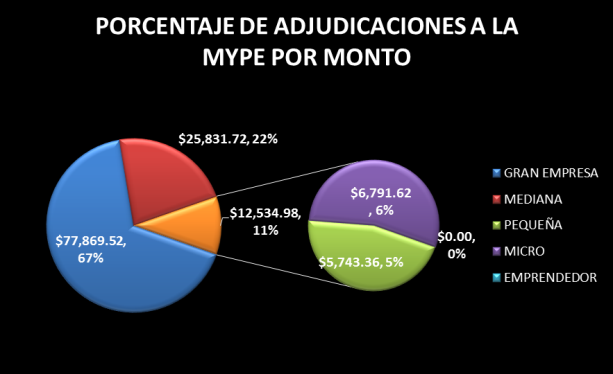 PORCENTAJE DE ADJUDICACIONES A LA
MYPE POR MONTO
$25,831.72, 22%
$77,869.52,
67%
$12,534.98,
11%
$6,791.62
, 6%
$5,743.36, 5%
$0.00,
0%
GRAN EMPRESA
MEDIANA
PEQUEÑA
MICRO
EMPRENDEDOR